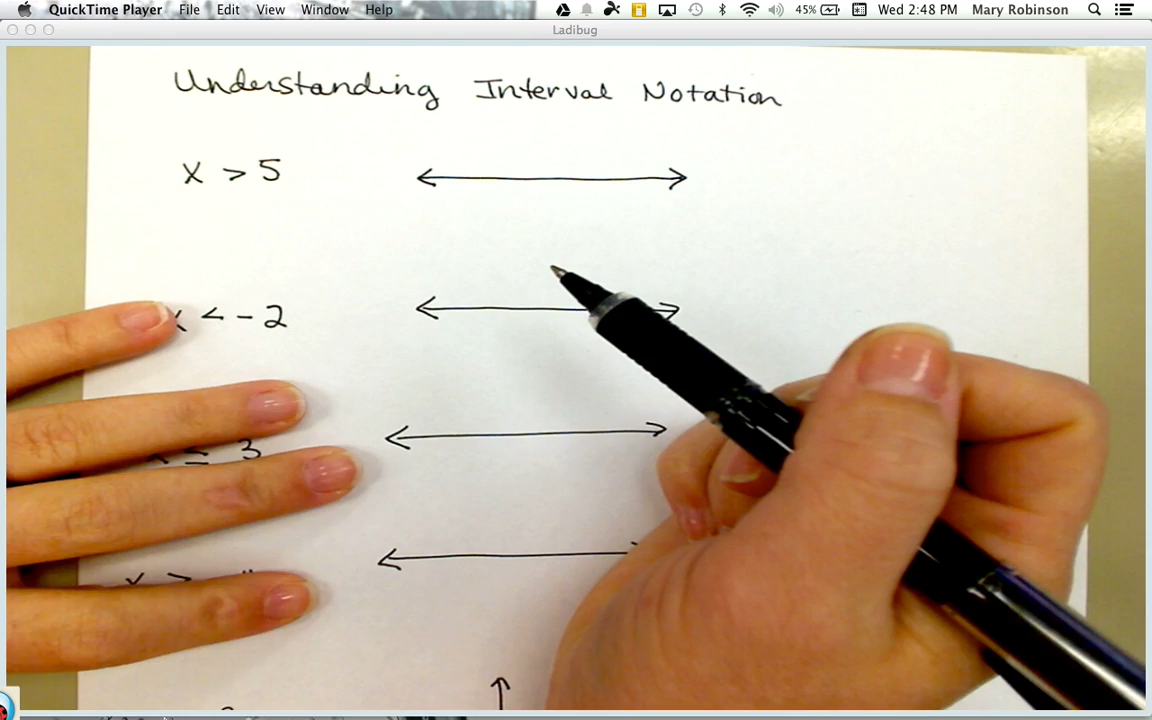 QuickTime Player File Edit View Window Help 45% Wed 2:48 PM Mary Robinson
Ladibug
Understanding Interval Notation
x > 5
x < -2
≤ 3
>